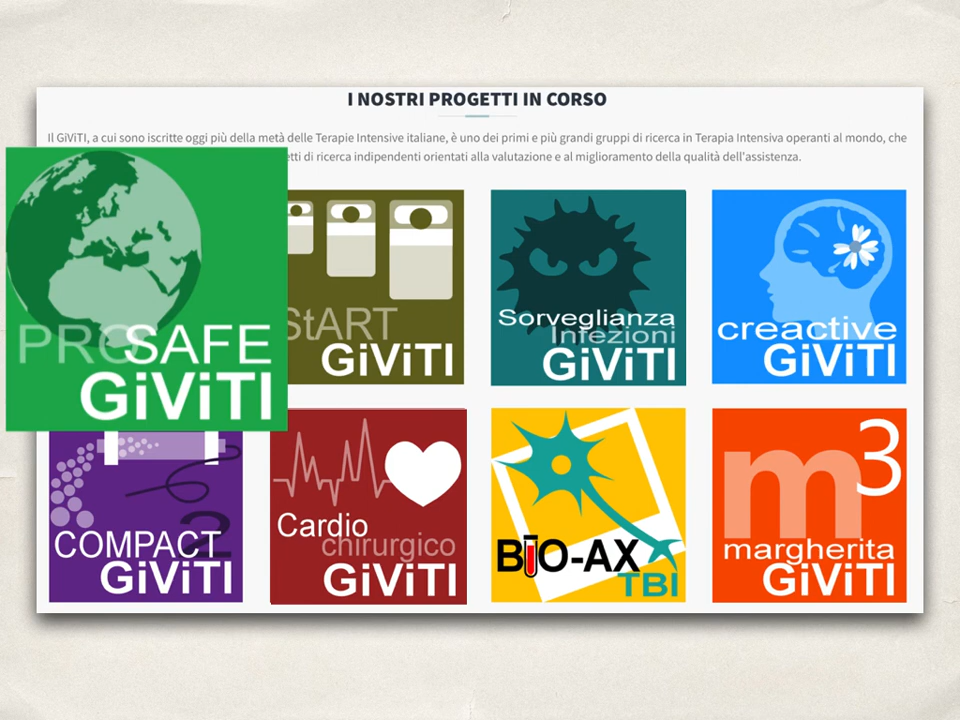 I NOSTRI PROGETTI IN CORSO
Il GiViTI, a cui sono iscritte oggi più della metà delle Terapie Intensive italiane, è uno dei primi e più grandi gruppi di ricerca in Terapia Intensiva operanti al mondo, che
di ricerca indipendenti orientati alla valutazione e al miglioramento della qualità dell'assistenza.
PROSAFE
GiViTI
StART
GiViTI
Sorveglianza
Infezioni
GiViTI
creactive
GiViTI
COMPACT 2
GiViTI
Cardio
chirurgico
GiViTI
BIO-AX
TBI
m3
margherita
GiViTI